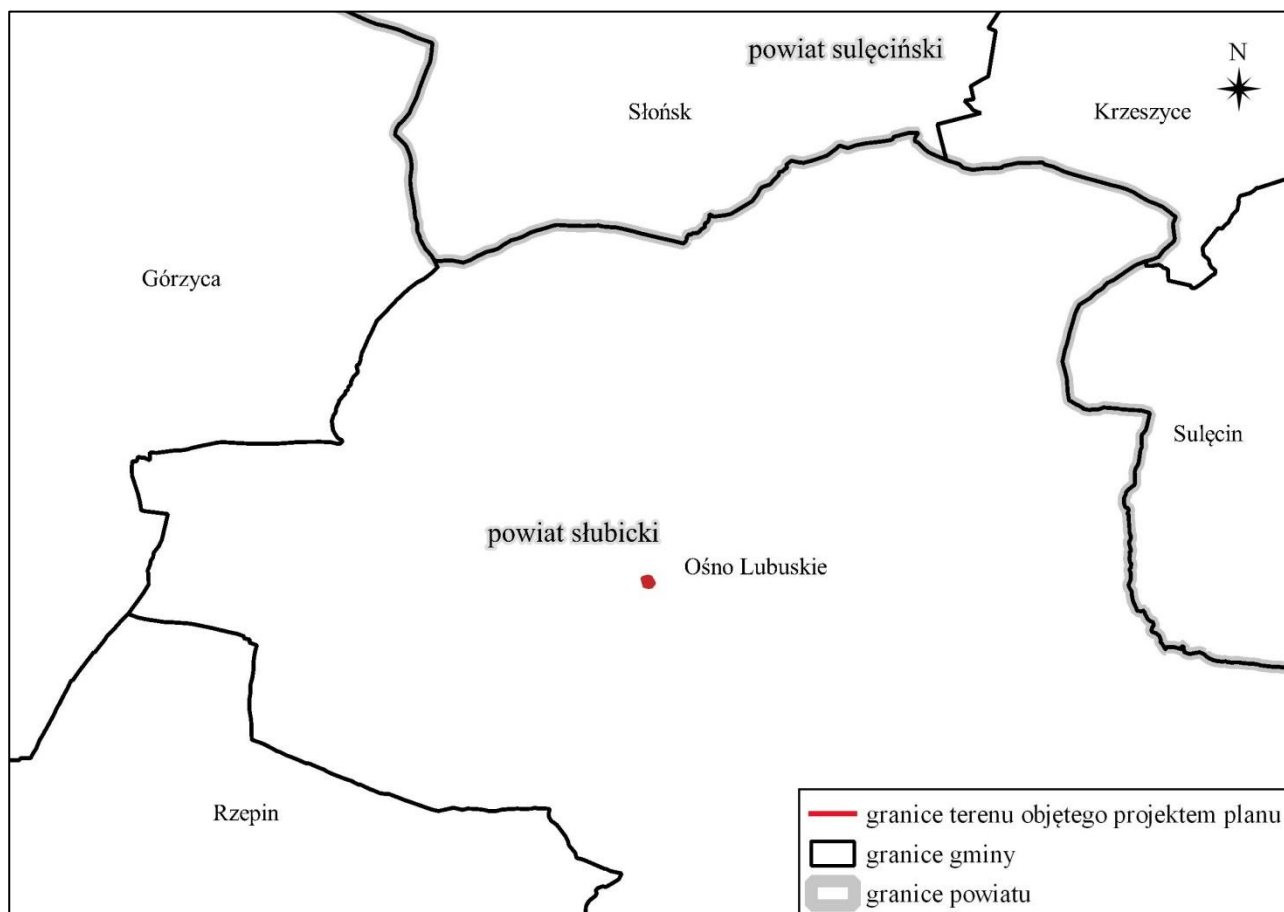 powiat sulęciński
N
Słońsk
Krzeszyce
Górzyca
Sulęcin
powiat słubicki
Ośno Lubuskie
Rzepin
granice terenu objętego projektem planu
granice gminy
granice powiatu